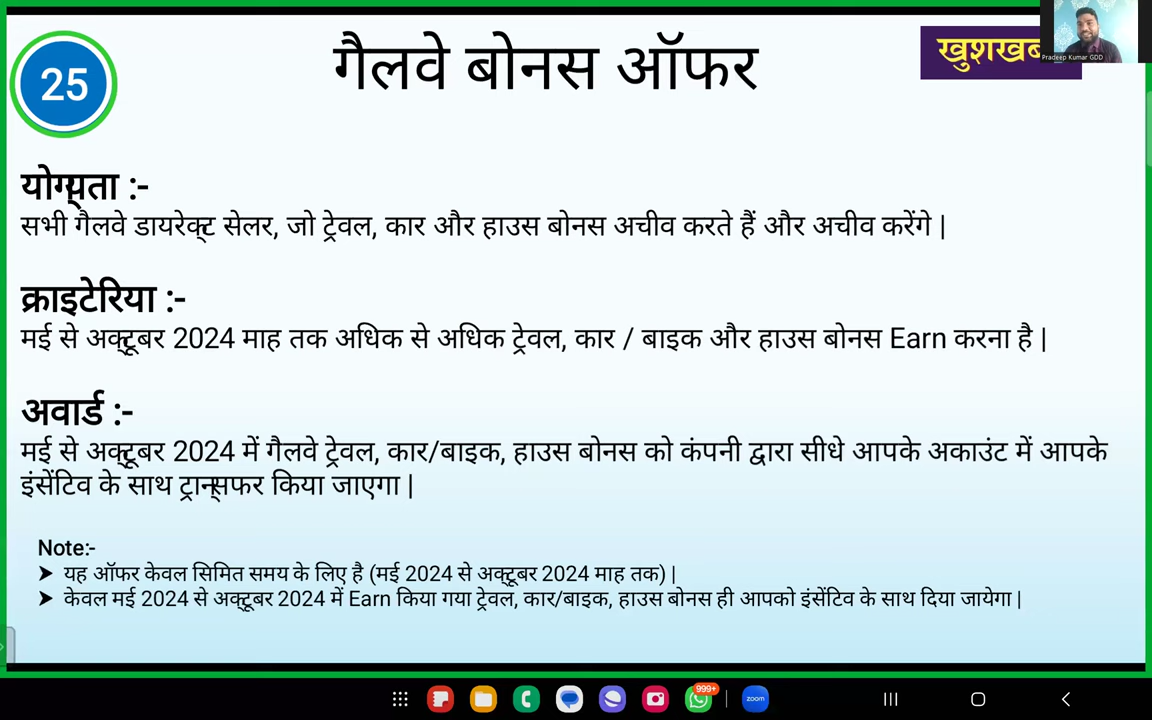 25
गैलवे बोनस ऑफर
Pradeep Kumar GDD
योग्यता :-
सभी गैलवे डायरेक्ट सेलर, जो ट्रेवल, कार और हाउस बोनस अचीव करते हैं और अचीव करेंगे |
क्राइटेरिया :-
मई से अक्टूबर 2024 माह तक अधिक से अधिक ट्रेवल, कार / बाइक और हाउस बोनस Earn करना है |
अवार्ड :-
मई से अक्टूबर 2024 में गैलवे ट्रेवल, कार/बाइक, हाउस बोनस को कंपनी द्वारा सीधे आपके अकाउंट में आपके
इंसेंटिव के साथ ट्रान्सफर किया जाएगा |
Note:-
➤ यह ऑफर केवल सिमित समय के लिए है (मई 2024 से अक्टूबर 2024 माह तक) |
➤ केवल मई 2024 से अक्टूबर 2024 में Earn किया गया ट्रेवल, कार/बाइक, हाउस बोनस ही आपको इंसेंटिव के साथ दिया जायेगा |
999+
zoom